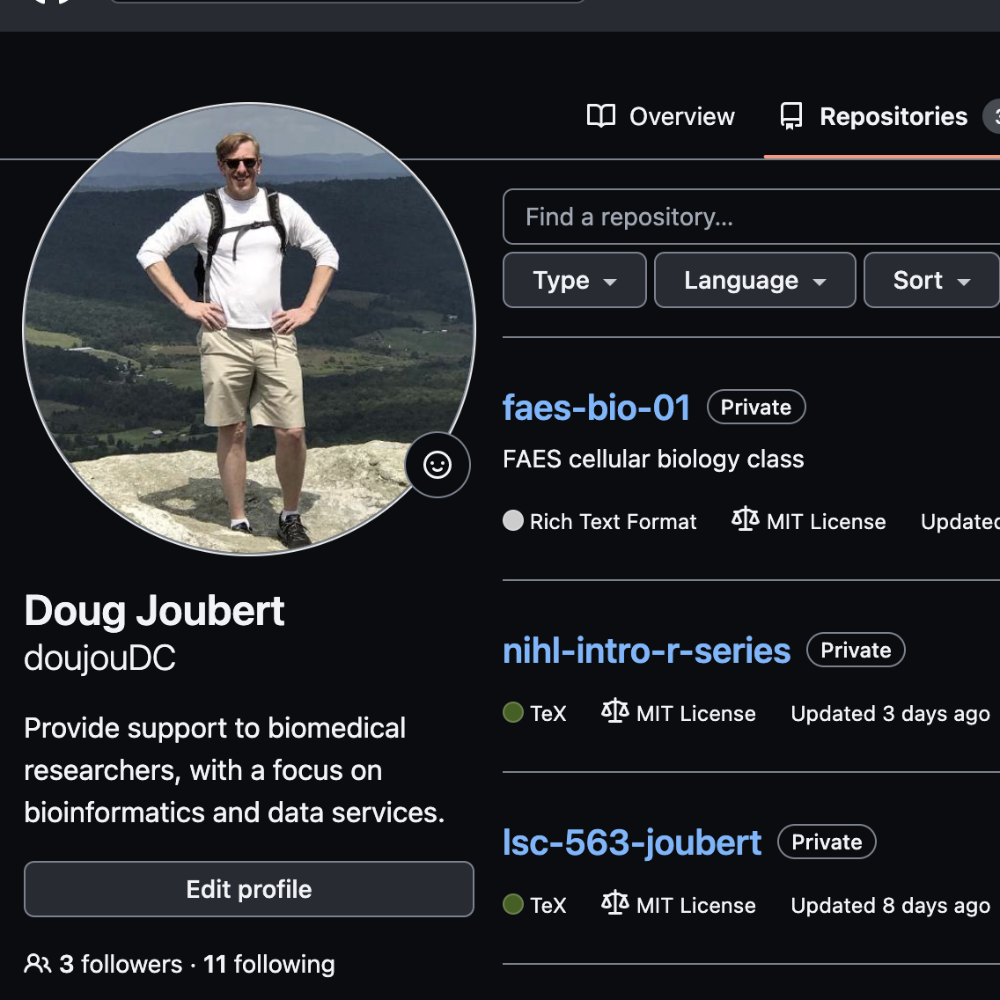 Overview
Repositories
Find a repository...
Type
Language
Sort
faes-bio-01 Private
FAES cellular biology class
Rich Text Format MIT License Updated
nihl-intro-r-series Private
TeX MIT License Updated 3 days ago
lsc-563-joubert Private
TeX MIT License Updated 8 days ago
Doug Joubert
doujouDC
Provide support to biomedical
researchers, with a focus on
bioinformatics and data services.
Edit profile
3 followers · 11 following